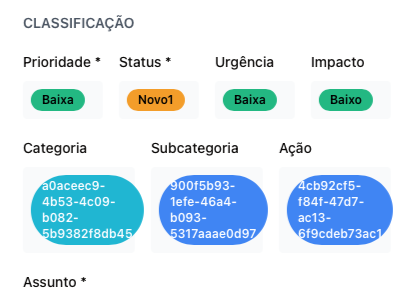 CLASSIFICAÇÃO
Prioridade * Status * Urgência Impacto
Baixa Novo1 Baixa Baixo
Categoria Subcategoria Ação
a0aceec9-
4b53-4c09-
b082-
5b9382f8db45
900f5b93-
1efe-46a4-
b093-
5317aaae0d97
4cb92cf5-
f84f-47d7-
ac13-
6f9cdeb73ac1
Assunto *